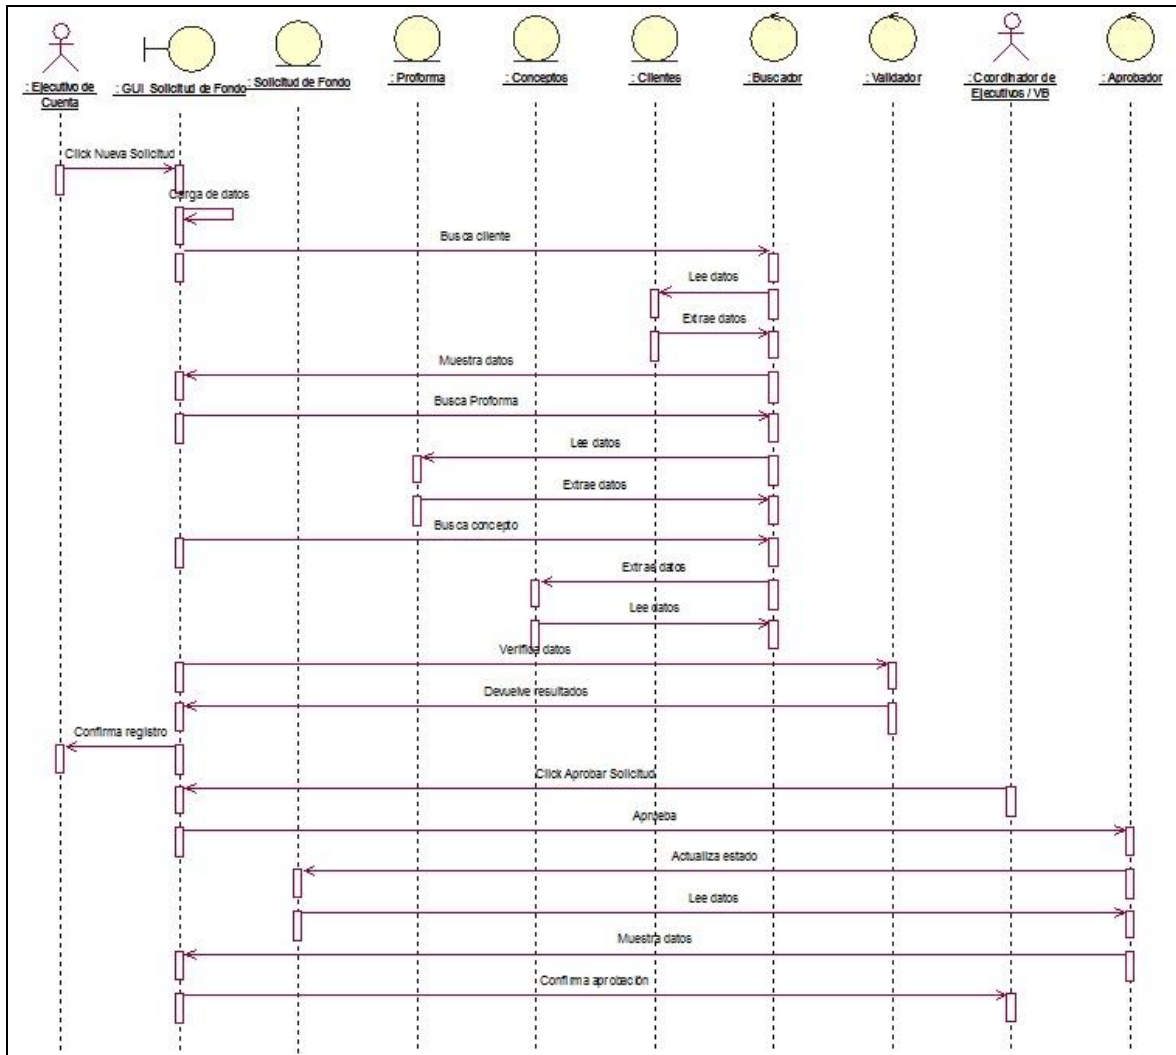 : Ejecutivo de
Cuenta
: GUI_Solicitud de Fondo
: Solicitud de Fondo
: Proforma
: Conceptos
: Clientes
: Buscador
: Validador
: Coordinador de
Ejecutivos / VB
: Aprobador
Click Nueva Solicitud
Carga de datos
Busca cliente
Lee datos
Extrae datos
Muestra datos
Busca Proforma
Lee datos
Extrae datos
Busca concepto
Extrae datos
Lee datos
Verifica datos
Devuelve resultados
Confirma registro
Click Aprobar Solicitud
Aprueba
Actualiza estado
Lee datos
Muestra datos
Confirma aprobación